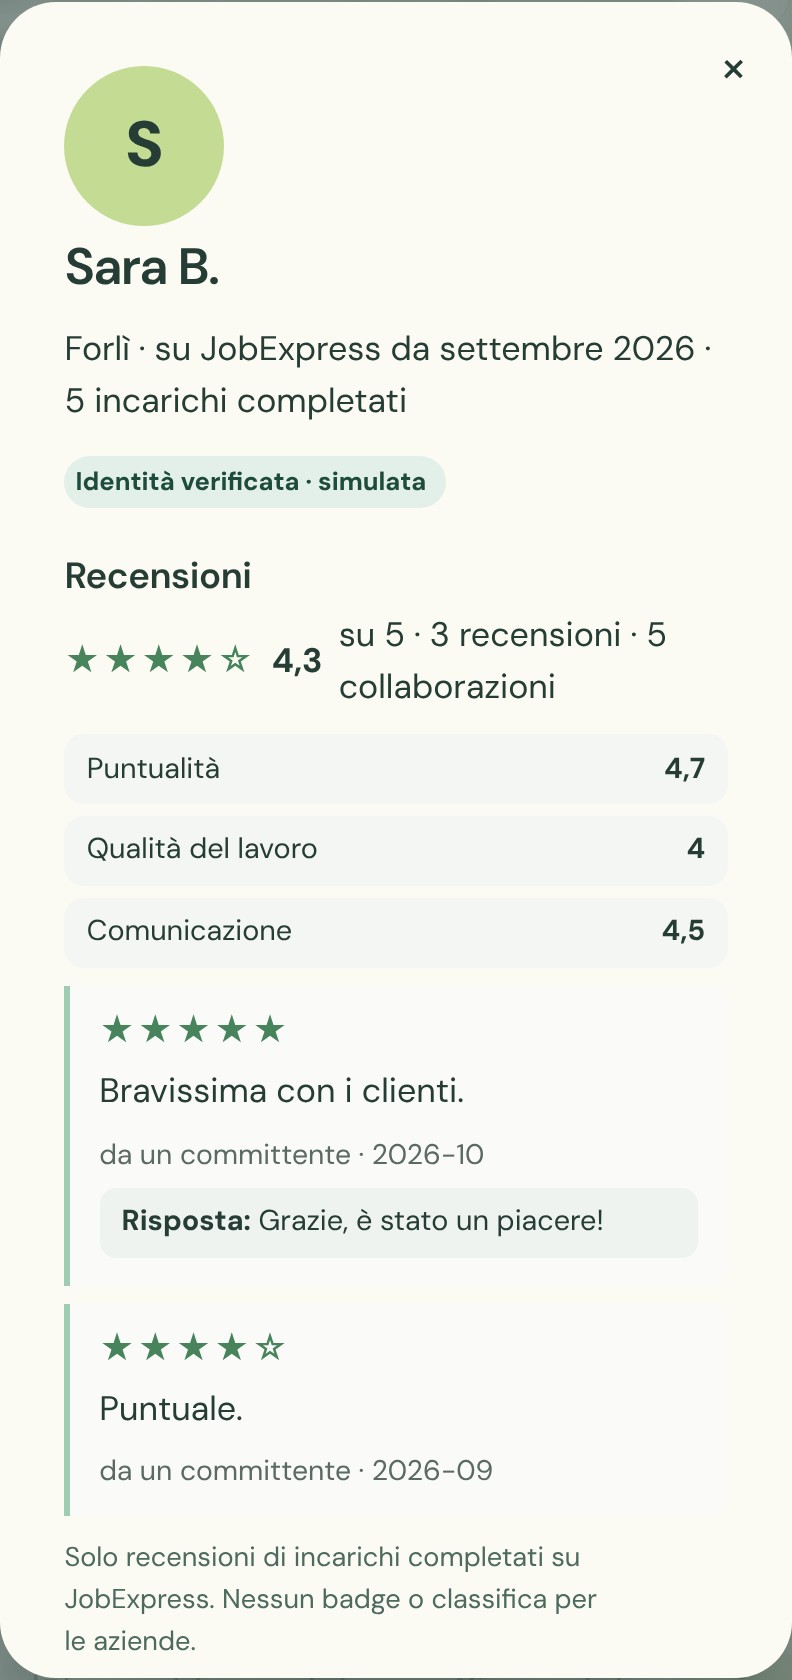 ×
S
Sara B.
Forlì · su JobExpress da settembre 2026 ·
5 incarichi completati
Identità verificata · simulata
Recensioni
★★★★☆ 4,3 su 5 · 3 recensioni · 5
collaborazioni
Puntualità 4,7
Qualità del lavoro 4
Comunicazione 4,5
★★★★★
Bravissima con i clienti.
da un committente · 2026-10
Risposta: Grazie, è stato un piacere!
★★★★☆
Puntuale.
da un committente · 2026-09
Solo recensioni di incarichi completati su
JobExpress. Nessun badge o classifica per
le aziende.